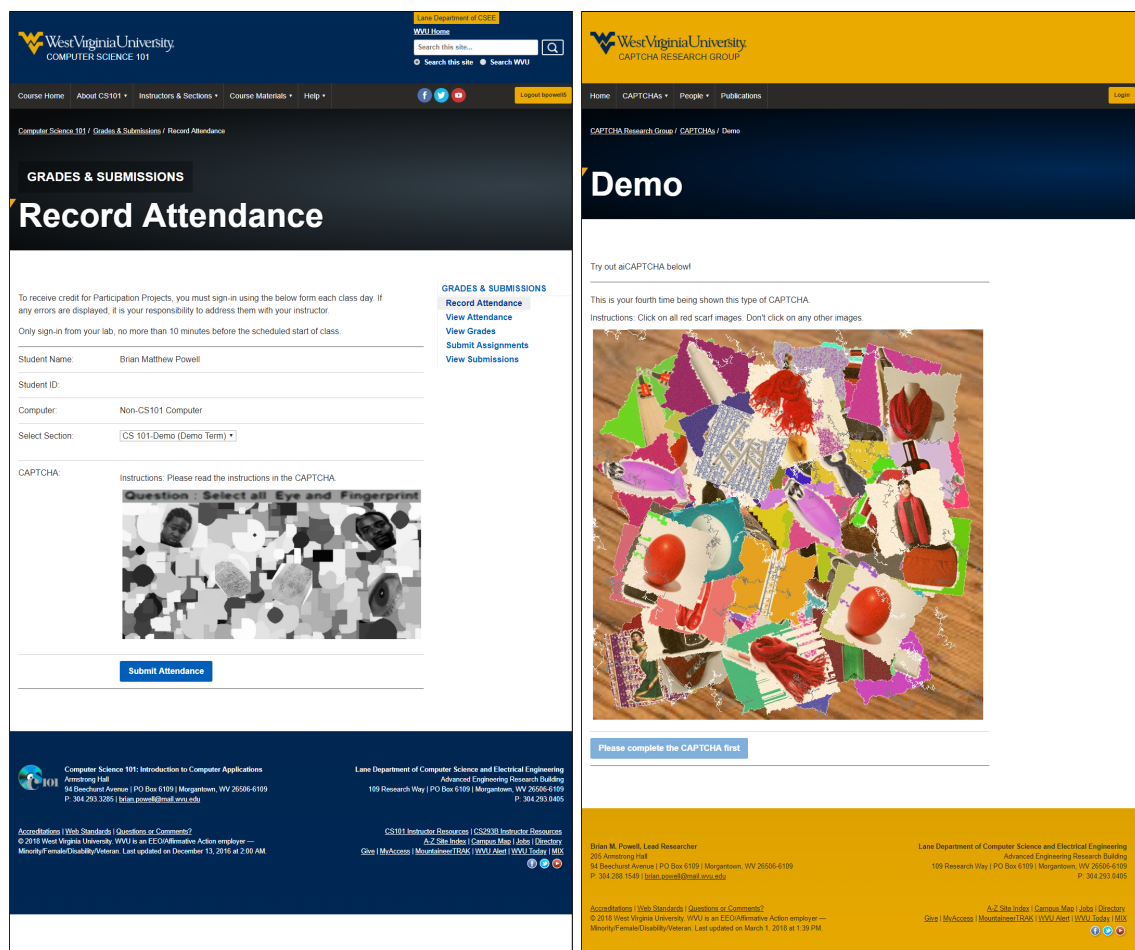 Lane Department of CSEE
WestVirginiaUniversity.
COMPUTER SCIENCE 101
WVU Home
Search this site...
Search this site Search WVU
Course Home About CS101 Instructors & Sections Course Materials Help Logout bpowell5
Computer Science 101 / Grades & Submissions / Record Attendance
GRADES & SUBMISSIONS
Record Attendance
To receive credit for Participation Projects, you must sign-in using the below form each class day. If
any errors are displayed, it is your responsibility to address them with your instructor.
Only sign-in from your lab, no more than 10 minutes before the scheduled start of class.
Student Name: Brian Matthew Powell
Student ID:
Computer: Non-CS101 Computer
Select Section: CS 101-Demo (Demo Term)
CAPTCHA: Instructions: Please read the instructions in the CAPTCHA.
Question : Select all Eye and Fingerprint
Submit Attendance
GRADES & SUBMISSIONS
Record Attendance
View Attendance
View Grades
Submit Assignments
View Submissions
CS101
Computer Science 101: Introduction to Computer Applications
Armstrong Hall
94 Beechurst Avenue | PO Box 6109 | Morgantown, WV 26506-6109
P: 304.293.3285 | brian.powell@mail.wvu.edu
Lane Department of Computer Science and Electrical Engineering
Advanced Engineering Research Building
109 Research Way | PO Box 6109 | Morgantown, WV 26506-6109
P: 304.293.0405
Accreditations | Web Standards | Questions or Comments?
© 2018 West Virginia University. WVU is an EEO/Affirmative Action employer —
Minority/Female/Disability/Veteran. Last updated on December 13, 2016 at 2:00 AM.
CS101 Instructor Resources | CS293B Instructor Resources
A-Z Site Index | Campus Map | Jobs | Directory
Give | MyAccess | MountaineerTRAK | WVU Alert | WVU Today | MIX
WestVirginiaUniversity.
CAPTCHA RESEARCH GROUP
Home CAPTCHAs People Publications Login
CAPTCHA Research Group / CAPTCHAs / Demo
Demo
Try out aiCAPTCHA below!
This is your fourth time being shown this type of CAPTCHA.
Instructions: Click on all red scarf images. Don't click on any other images.
Please complete the CAPTCHA first
Brian M. Powell, Lead Researcher
205 Armstrong Hall
94 Beechurst Avenue | PO Box 6109 | Morgantown, WV 26506-6109
P: 304.288.1549 | brian.powell@mail.wvu.edu
Lane Department of Computer Science and Electrical Engineering
Advanced Engineering Research Building
109 Research Way | PO Box 6109 | Morgantown, WV 26506-6109
P: 304.293.0405
Accreditations | Web Standards | Questions or Comments?
© 2018 West Virginia University. WVU is an EEO/Affirmative Action employer —
Minority/Female/Disability/Veteran. Last updated on March 1, 2018 at 1:39 PM.
A-Z Site Index | Campus Map | Jobs | Directory
Give | MyAccess | MountaineerTRAK | WVU Alert | WVU Today | MIX